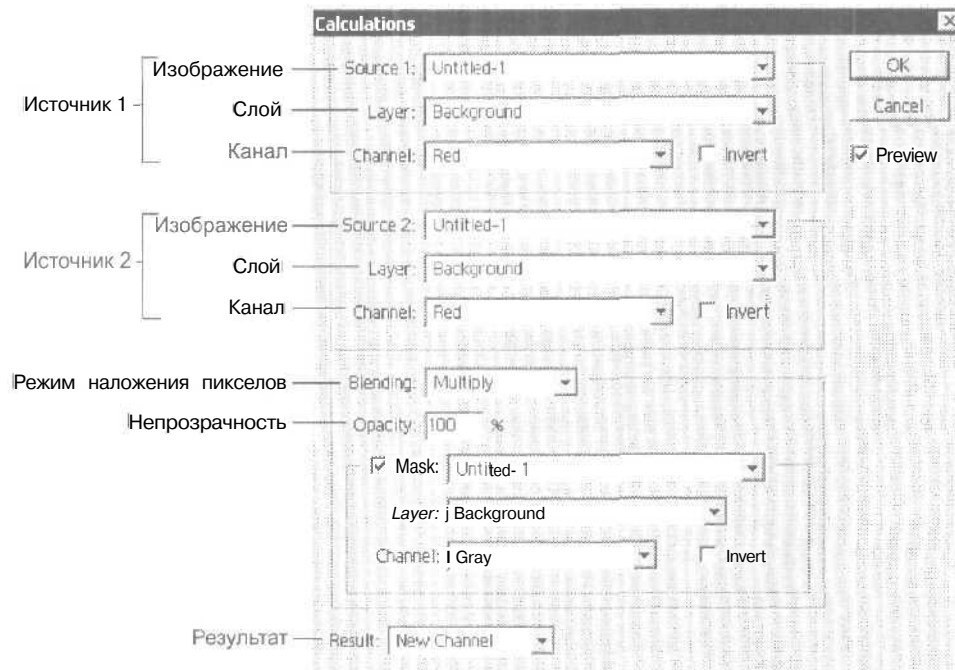 Calculations
Изображение Source 1: Untitled-1 OK
Источник 1
Слой Layer: Background Cancel
Канал Channel: Red Invert Preview
Изображение Source 2: Untitled-1
Источник 2
Слой Layer: Background
Канал Channel: Red Invert
Режим наложения пикселов Blending: Multiply
Непрозрачность Opacity: 100 %
Mask: Untitled- 1
Layer: j Background
Channel: I Gray Invert
Результат Result: New Channel